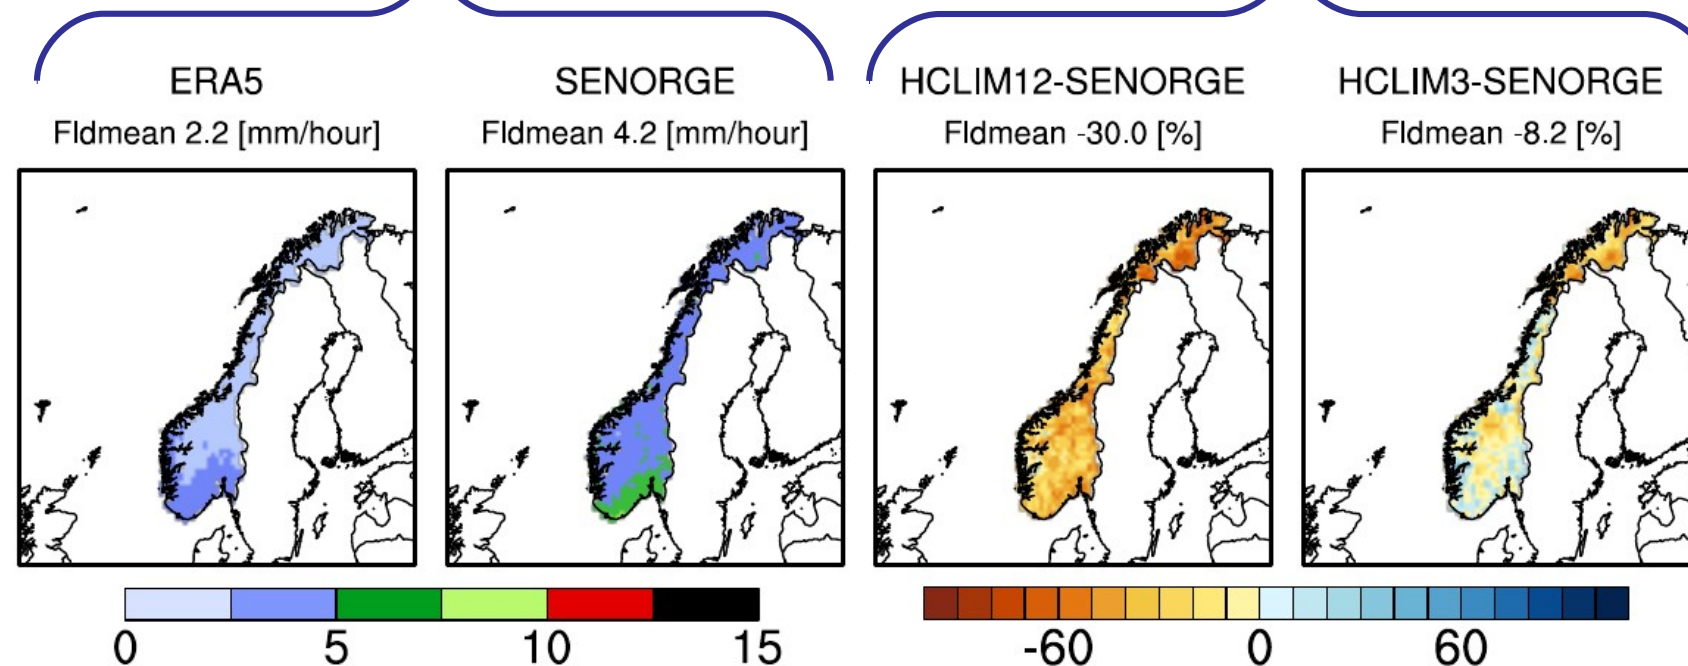 ERA5
Fldmean 2.2 [mm/hour]
SENORGE
Fldmean 4.2 [mm/hour]
HCLIM12-SENORGE
Fldmean -30.0 [%]
HCLIM3-SENORGE
Fldmean -8.2 [%]
0 5 10 15
-60 0 60